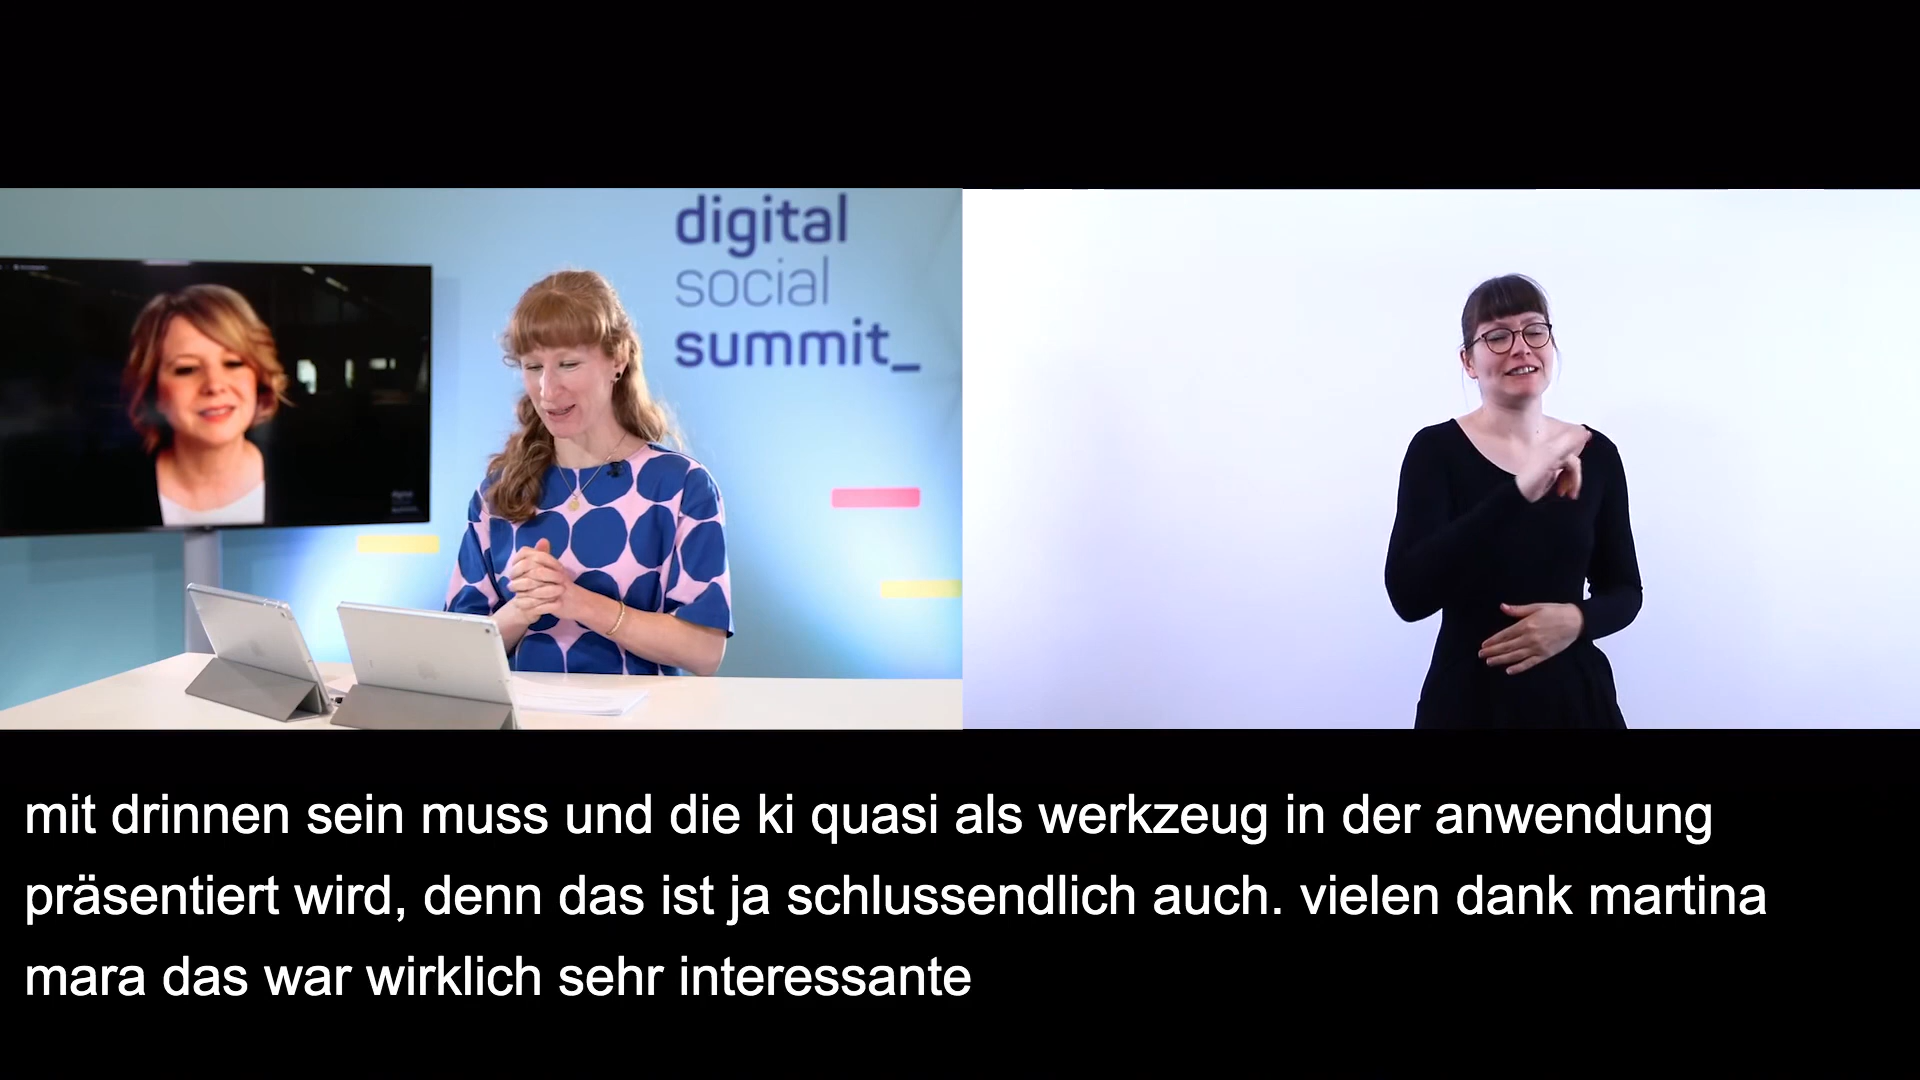 digital
social
summit_
mit drinnen sein muss und die ki quasi als werkzeug in der anwendung
präsentiert wird, denn das ist ja schlussendlich auch. vielen dank martina
mara das war wirklich sehr interessante